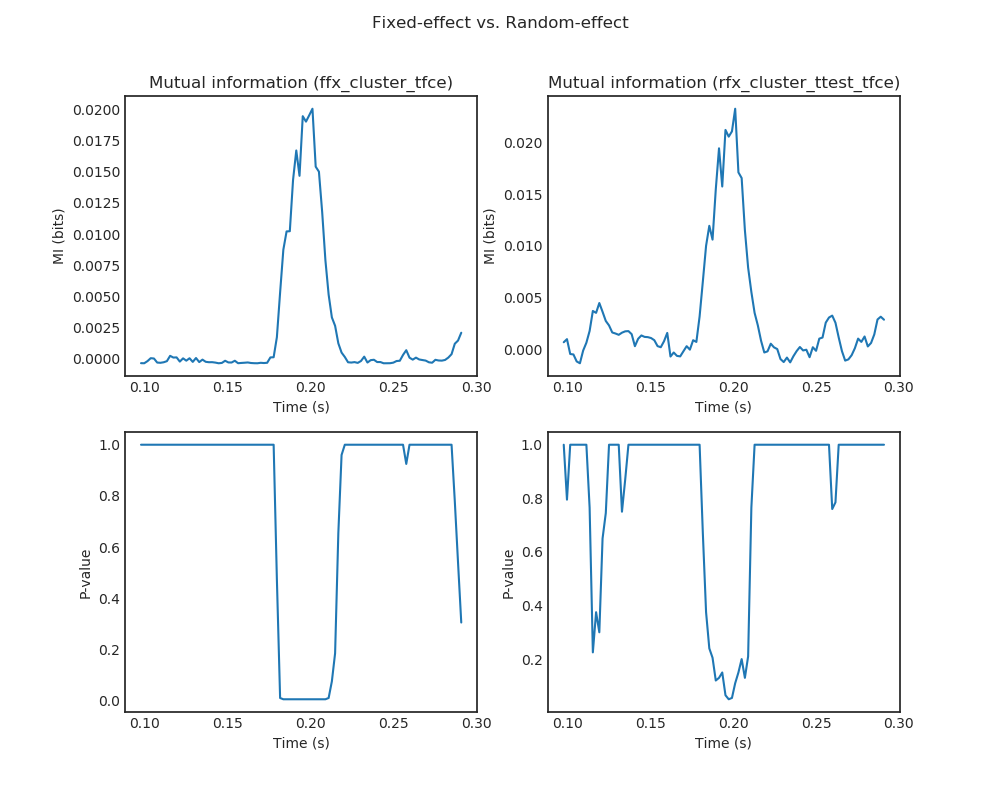 Fixed-effect vs. Random-effect
Mutual information (ffx_cluster_tfce)
0.0200
0.0175
0.0150
0.0125
0.0100
0.0075
0.0050
0.0025
0.0000
MI (bits)
0.10 0.15 0.20 0.25 0.30
Time (s)
Mutual information (rfx_cluster_ttest_tfce)
0.020
0.015
0.010
0.005
0.000
MI (bits)
0.10 0.15 0.20 0.25 0.30
Time (s)
1.0
0.8
0.6
0.4
0.2
0.0
P-value
0.10 0.15 0.20 0.25 0.30
Time (s)
1.0
0.8
0.6
0.4
0.2
P-value
0.10 0.15 0.20 0.25 0.30
Time (s)